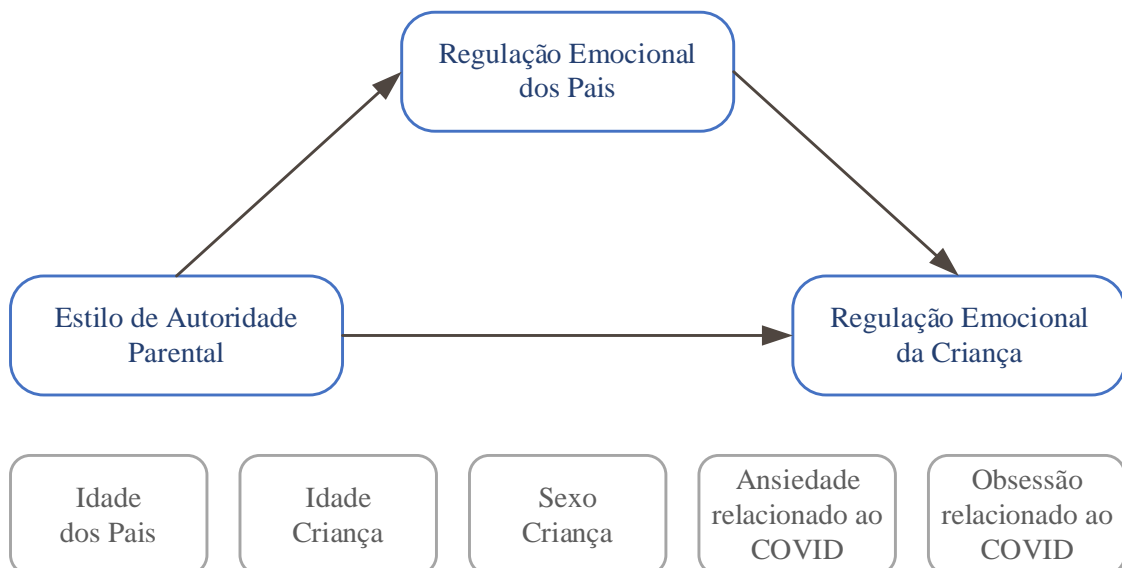 Regulação Emocional
dos Pais
Estilo de Autoridade
Parental
Regulação Emocional
da Criança
Idade
dos Pais
Idade
Criança
Sexo
Criança
Ansiedade
relacionado ao
COVID
Obsessão
relacionado ao
COVID